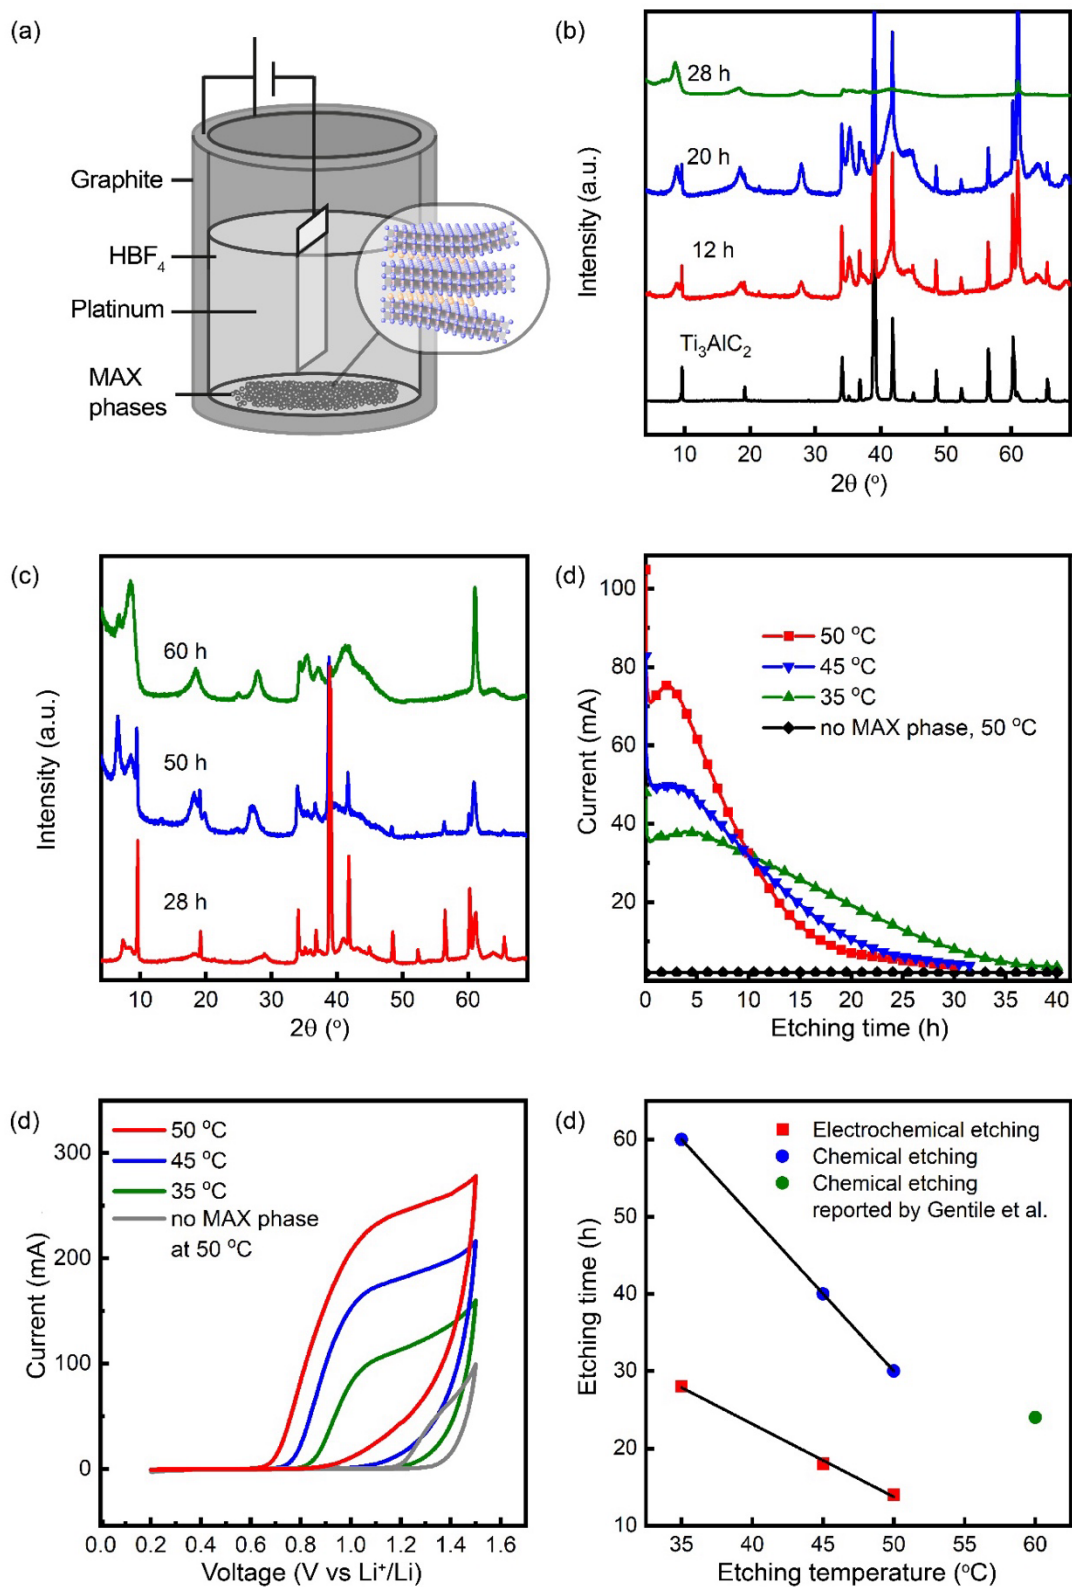 (a)
Graphite
HBF₄
Platinum
MAX
phases
(b)
Intensity (a.u.)
28 h
20 h
12 h
Ti₃AlC₂
10 20 30 40 50 60
2θ (°)
(c)
Intensity (a.u.)
60 h
50 h
28 h
10 20 30 40 50 60
2θ (°)
(d)
Current (mA)
100
80
60
40
20
50 °C
45 °C
35 °C
no MAX phase, 50 °C
0 5 10 15 20 25 30 35 40
Etching time (h)
(d)
Current (mA)
300
200
100
0
50 °C
45 °C
35 °C
no MAX phase
at 50 °C
0.0 0.2 0.4 0.6 0.8 1.0 1.2 1.4 1.6
Voltage (V vs Li⁺/Li)
(d)
Etching time (h)
60
50
40
30
20
10
Electrochemical etching
Chemical etching
Chemical etching
reported by Gentile et al.
35 40 45 50 55 60
Etching temperature (°C)